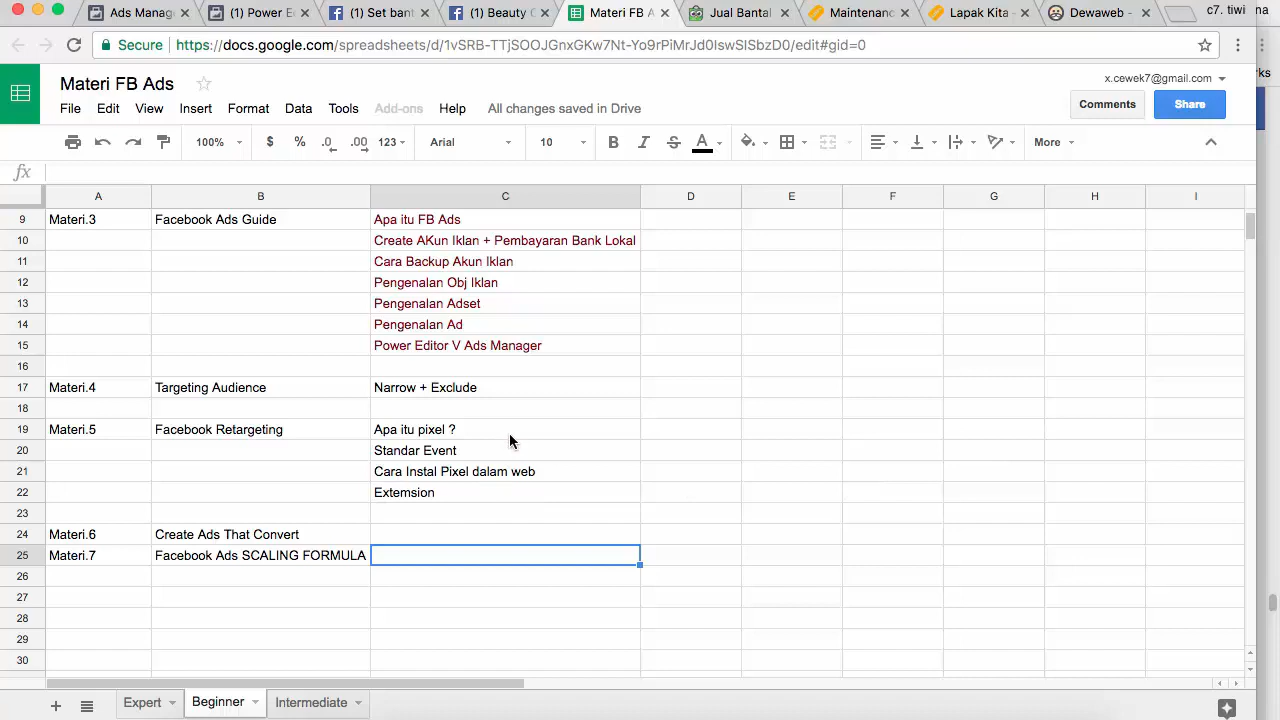 Ads Manag
(1) Power E
(1) Set bant
(1) Beauty C
Materi FB A
Jual Bantal
Maintenanc
Lapak Kita -
Dewaweb -
c7. tiwi
Secure https://docs.google.com/spreadsheets/d/1vSRB-TTjSOOJGnxGKw7Nt-Yo9rPiMrJd0IswSlSbzD0/edit#gid=0
Materi FB Ads
x.cewek7@gmail.com
File Edit View Insert Format Data Tools Add-ons Help All changes saved in Drive
Comments
Share
100% $ % .0 .00 123 Arial 10 B I S A More
fx
A B C D E F G H I
9 Materi.3 Facebook Ads Guide Apa itu FB Ads
10 Create AKun Iklan + Pembayaran Bank Lokal
11 Cara Backup Akun Iklan
12 Pengenalan Obj Iklan
13 Pengenalan Adset
14 Pengenalan Ad
15 Power Editor V Ads Manager
16
17 Materi.4 Targeting Audience Narrow + Exclude
18
19 Materi.5 Facebook Retargeting Apa itu pixel ?
20 Standar Event
21 Cara Instal Pixel dalam web
22 Extemsion
23
24 Materi.6 Create Ads That Convert
25 Materi.7 Facebook Ads SCALING FORMULA
26
27
28
29
30
Expert Beginner Intermediate